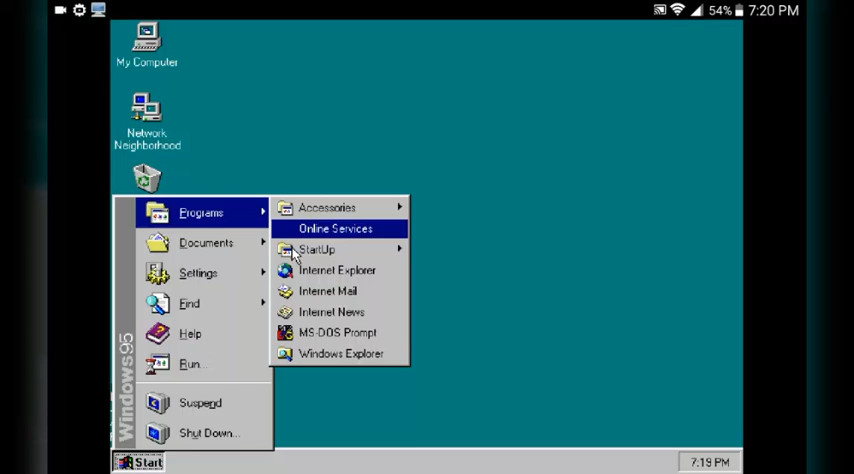 54% 7:20 PM
My Computer
Network
Neighborhood
Programs
Documents
Settings
Find
Help
Run...
Suspend
Shut Down...
Windows95
Accessories
Online Services
StartUp
Internet Explorer
Internet Mail
Internet News
MS-DOS Prompt
Windows Explorer
Start
7:19 PM